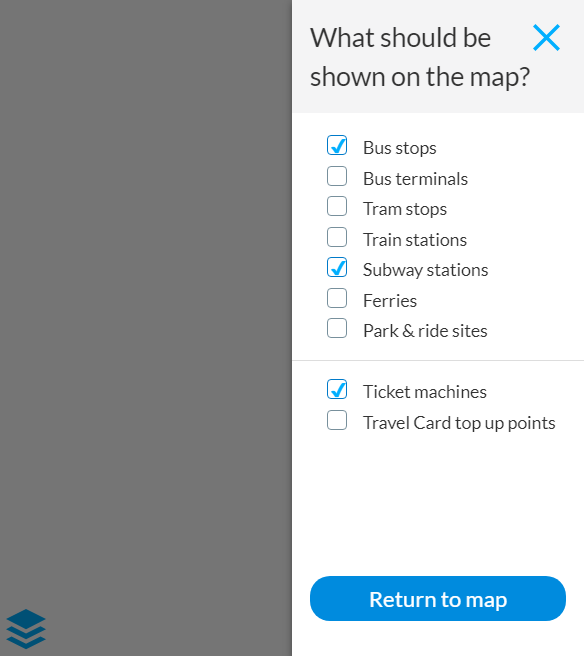 What should be
shown on the map?
Bus stops
Bus terminals
Tram stops
Train stations
Subway stations
Ferries
Park & ride sites
Ticket machines
Travel Card top up points
Return to map